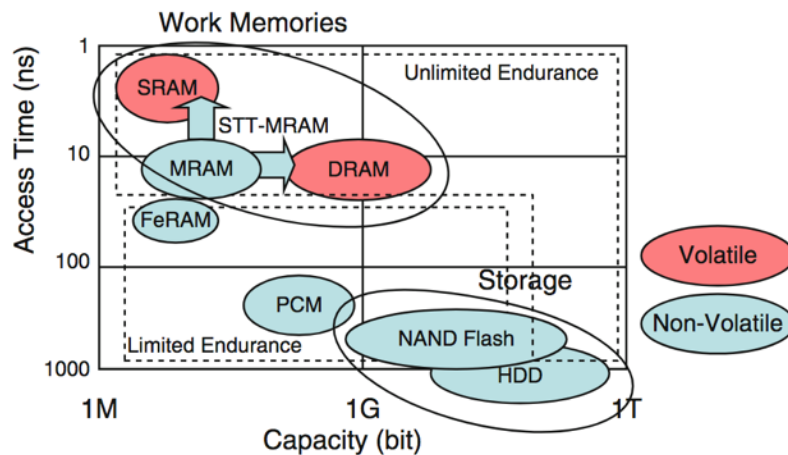 Work Memories
1
Unlimited Endurance
SRAM
STT-MRAM
10
MRAM
DRAM
FeRAM
100
Volatile
Storage
PCM
Non-Volatile
NAND Flash
Limited Endurance
1000
HDD
1M
1G
1T
Capacity (bit)
Access Time (ns)